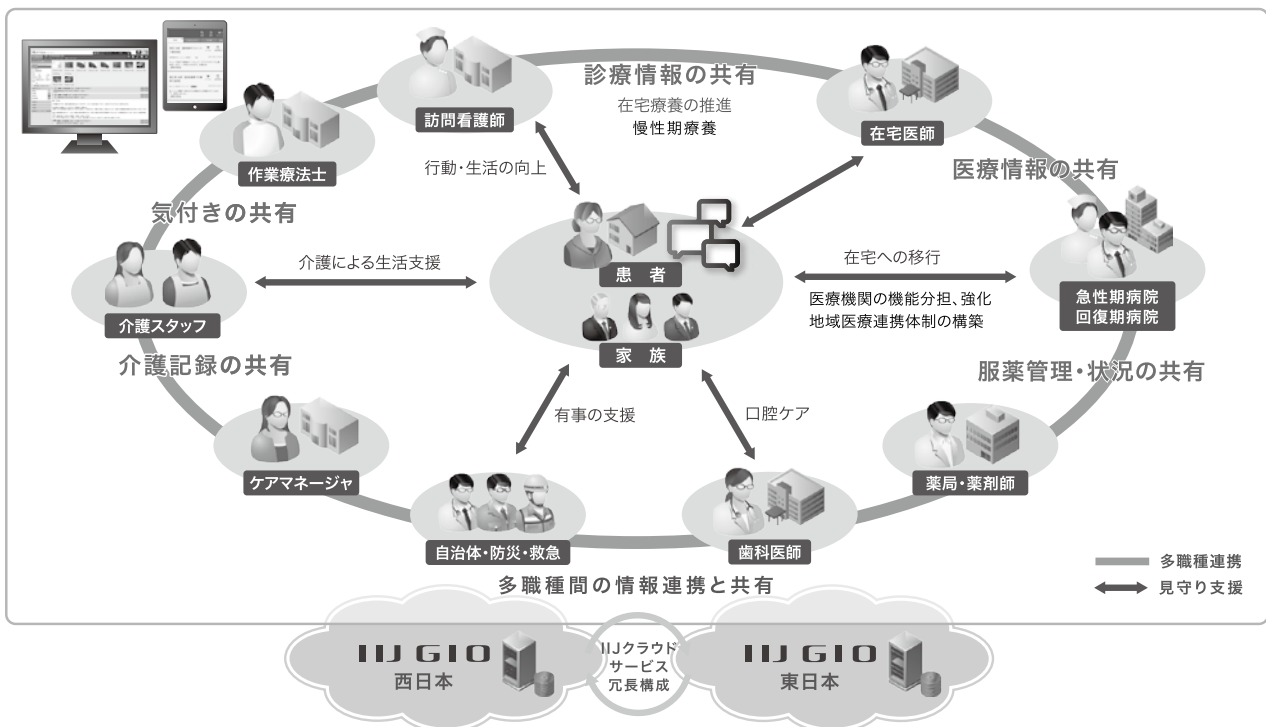 診療情報の共有
在宅療養の推進
慢性期療養
訪問看護師
在宅医師
作業療法士
行動・生活の向上
医療情報の共有
気付きの共有
介護による生活支援
患者
在宅への移行
医療機関の機能分担、強化
地域医療連携体制の構築
急性期病院
回復期病院
介護スタッフ
家族
介護記録の共有
服薬管理・状況の共有
有事の支援
口腔ケア
ケアマネージャ
薬局・薬剤師
自治体・防災・救急
歯科医師
多職種連携
見守り支援
多職種間の情報連携と共有
IIJ GIO
西日本
IIJクラウド
サービス
冗長構成
IIJ GIO
東日本